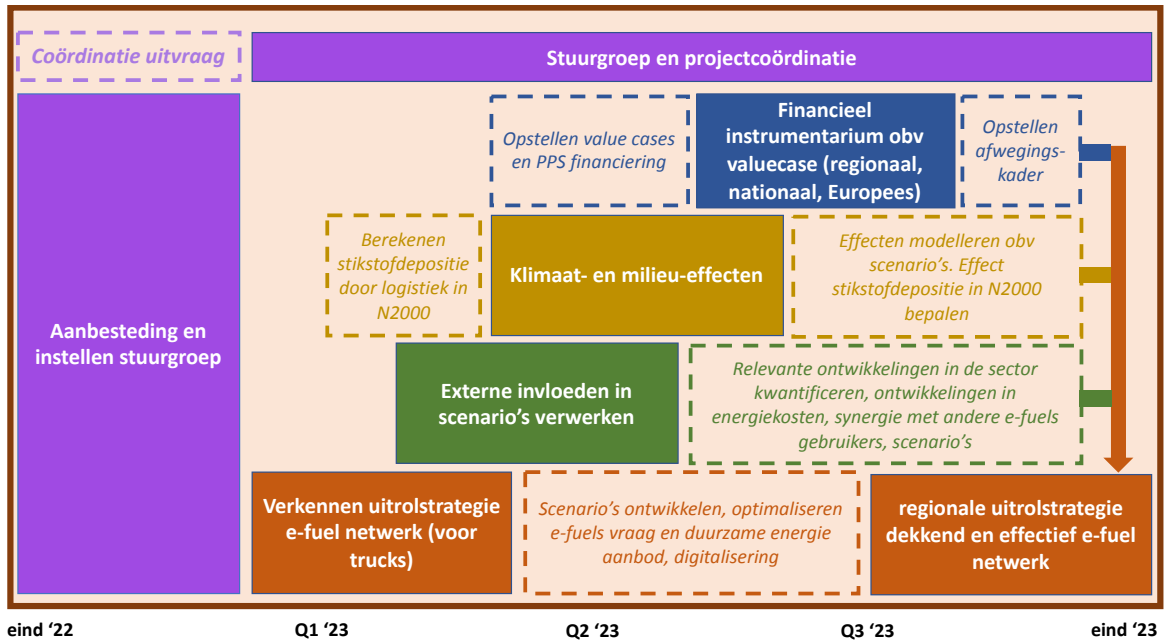 Coördinatie uitvraag
Stuurgroep en projectcoördinatie
Aanbesteding en
instellen stuurgroep
Opstellen value cases
en PPS financiering
Financieel
instrumentarium obv
valuecase (regionaal,
nationaal, Europees)
Opstellen
afwegings-
kader
Berekenen
stikstofdepositie
door logistiek in
N2000
Klimaat- en milieu-effecten
Effecten modelleren obv
scenario’s. Effect
stikstofdepositie in N2000
bepalen
Externe invloeden in
scenario’s verwerken
Relevante ontwikkelingen in de sector
kwantificeren, ontwikkelingen in
energiekosten, synergie met andere e-fuels
gebruikers, scenario’s
Verkennen uitrolstrategie
e-fuel netwerk (voor
trucks)
Scenario’s ontwikkelen, optimaliseren
e-fuels vraag en duurzame energie
aanbod, digitalisering
regionale uitrolstrategie
dekkend en effectief e-fuel
netwerk
eind ‘22
Q1 ‘23
Q2 ‘23
Q3 ‘23
eind ‘23